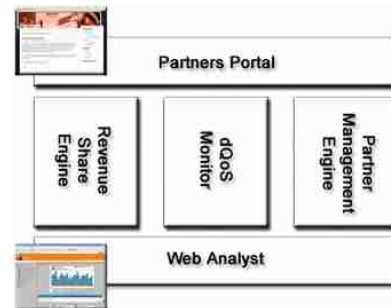 Partners Portal
Revenue
Share
Engine
dQoS
Monitor
Partner
Management
Engine
Web Analyst